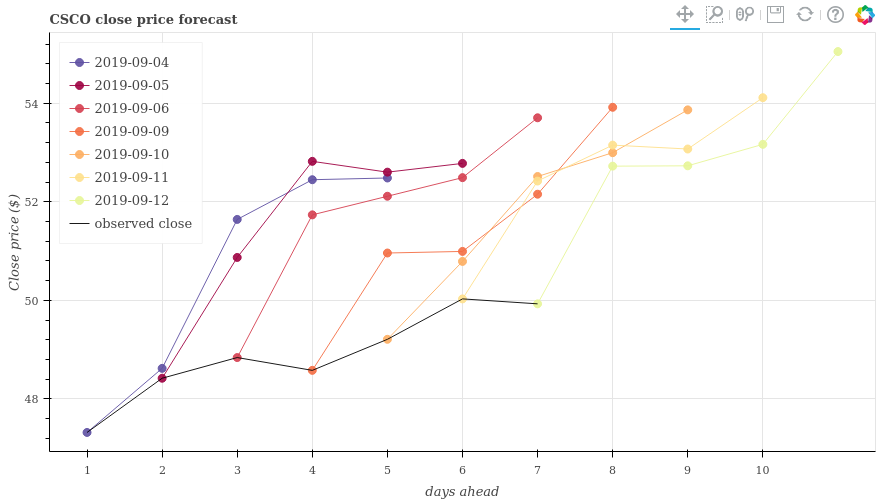 CSCO close price forecast
2019-09-04
2019-09-05
2019-09-06
2019-09-09
2019-09-10
2019-09-11
2019-09-12
observed close
Close price ($)
54
52
50
48
1 2 3 4 5 6 7 8 9 10
days ahead